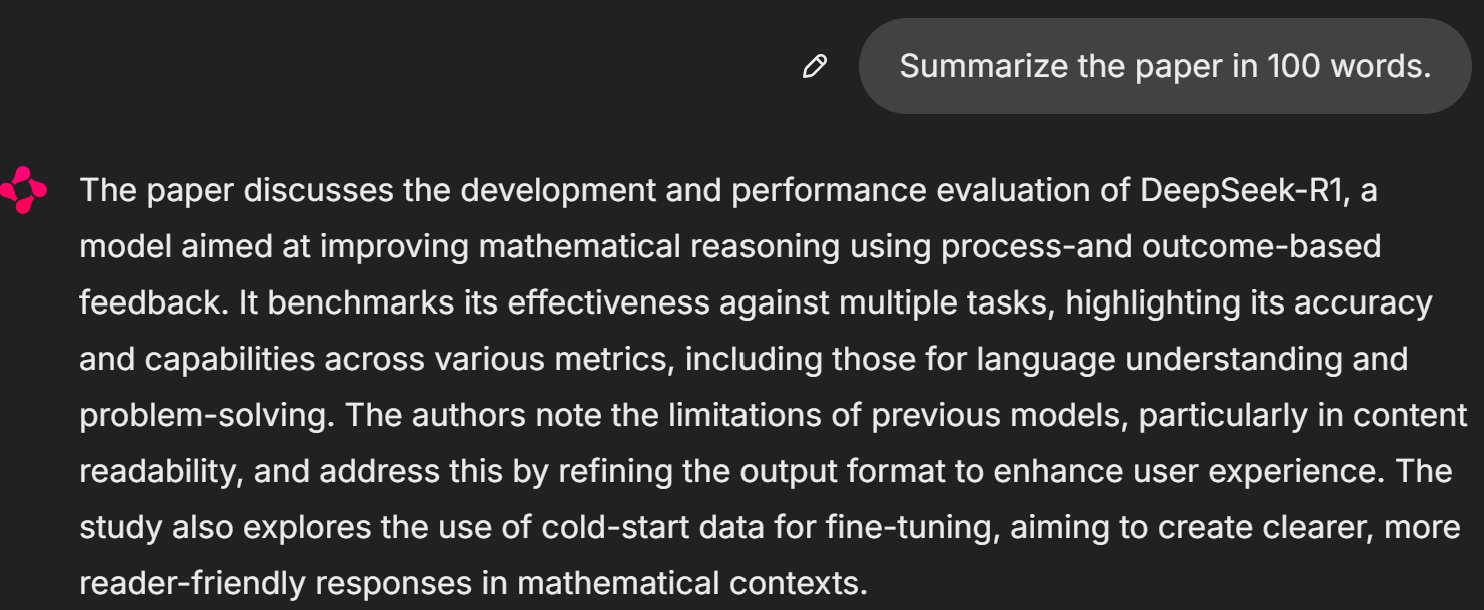 Summarize the paper in 100 words.
The paper discusses the development and performance evaluation of DeepSeek-R1, a
model aimed at improving mathematical reasoning using process-and outcome-based
feedback. It benchmarks its effectiveness against multiple tasks, highlighting its accuracy
and capabilities across various metrics, including those for language understanding and
problem-solving. The authors note the limitations of previous models, particularly in content
readability, and address this by refining the output format to enhance user experience. The
study also explores the use of cold-start data for fine-tuning, aiming to create clearer, more
reader-friendly responses in mathematical contexts.